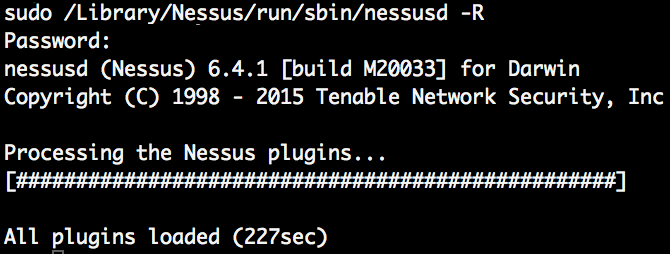 sudo /Library/Nessus/run/sbin/nessusd -R
Password:
nessusd (Nessus) 6.4.1 [build M20033] for Darwin
Copyright (C) 1998 - 2015 Tenable Network Security, Inc
Processing the Nessus plugins...
[##################################################]
All plugins loaded (227sec)